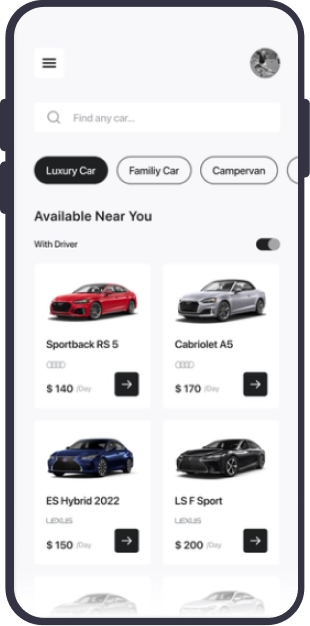 Find any car...
Luxury Car
Familiy Car
Campervan
Available Near You
With Driver
Sportback RS 5
Cabriolet A5
$ 140 /Day
$ 170 /Day
ES Hybrid 2022
LS F Sport
LEXUS
LEXUS
$ 150 /Day
$ 200 /Day